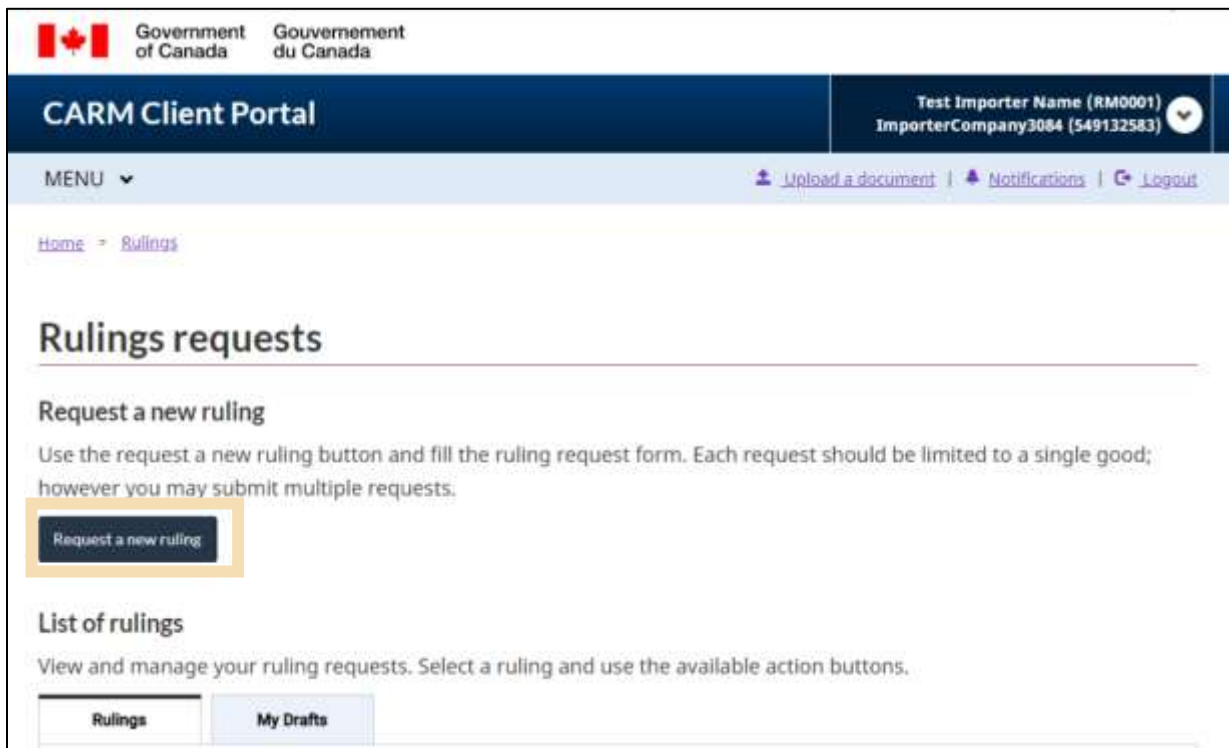 Government Gouvernement
of Canada du Canada
CARM Client Portal
Test Importer Name (RM0001)
ImporterCompany3084 (549132583)
MENU
Upload a document | Notifications | Logout
Home Rulings
Rulings requests
Request a new ruling
Use the request a new ruling button and fill the ruling request form. Each request should be limited to a single good;
however you may submit multiple requests.
Request a new ruling
List of rulings
View and manage your ruling requests. Select a ruling and use the available action buttons.
Rulings My Drafts